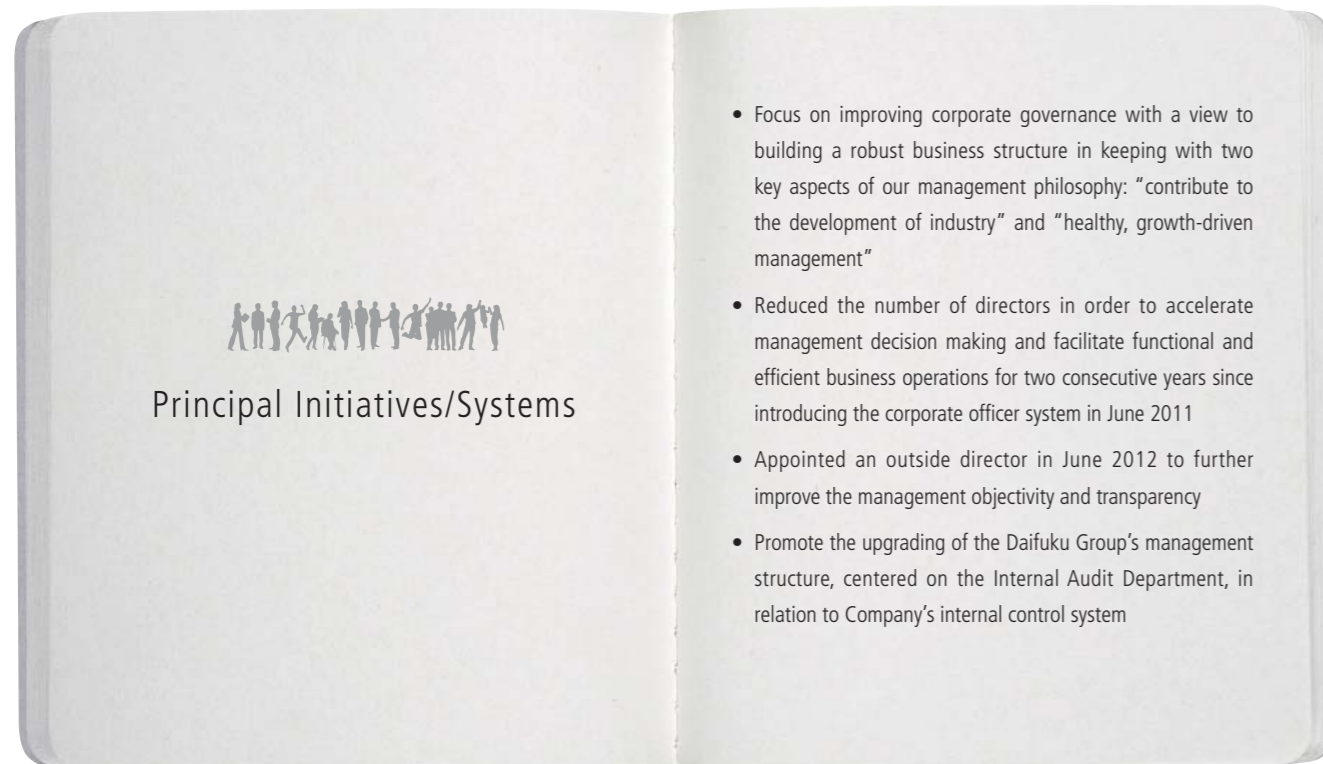 Principal Initiatives/Systems
• Focus on improving corporate governance with a view to
building a robust business structure in keeping with two
key aspects of our management philosophy: “contribute to
the development of industry” and “healthy, growth-driven
management”
• Reduced the number of directors in order to accelerate
management decision making and facilitate functional and
efficient business operations for two consecutive years since
introducing the corporate officer system in June 2011
• Appointed an outside director in June 2012 to further
improve the management objectivity and transparency
• Promote the upgrading of the Daifuku Group’s management
structure, centered on the Internal Audit Department, in
relation to Company’s internal control system